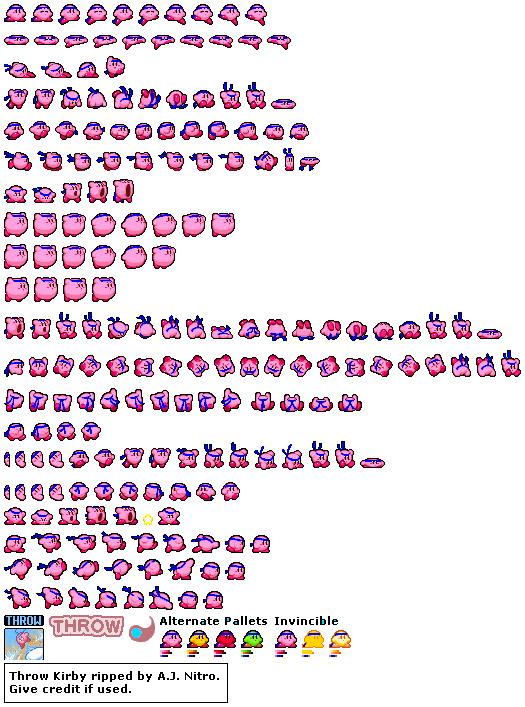 THROW
THROW
Alternate Pallets Invincible
Throw Kirby ripped by A.J. Nitro.
Give credit if used.